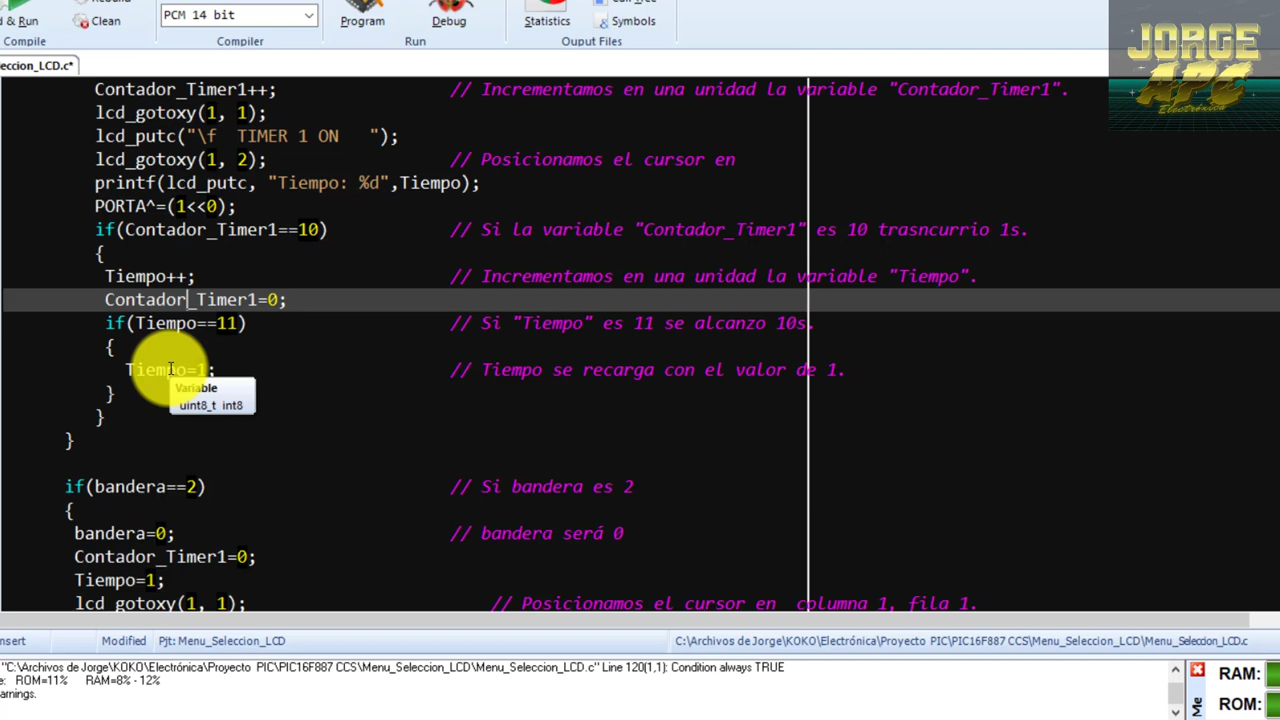 & Run
Clean
PCM 14 bit
Program
Debug
Statistics
Symbols
Compile
Compiler
Run
Ouput Files
JORGE
APC
Electrónica
eccion_LCD.c*
Contador_Timer1++; // Incrementamos en una unidad la variable "Contador_Timer1".
lcd_gotoxy(1, 1);
lcd_putc("\f  TIMER 1 ON   ");
lcd_gotoxy(1, 2); // Posicionamos el cursor en
printf(lcd_putc, "Tiempo: %d",Tiempo);
PORTA^=(1<<0);
if(Contador_Timer1==10) // Si la variable "Contador_Timer1" es 10 trasncurrio 1s.
{
Tiempo++; // Incrementamos en una unidad la variable "Tiempo".
Contador_Timer1=0;
if(Tiempo==11) // Si "Tiempo" es 11 se alcanzo 10s.
{
Tiempo=1; // Tiempo se recarga con el valor de 1.
Variable
uint8_t int8
}
}
}
if(bandera==2) // Si bandera es 2
{
bandera=0; // bandera será 0
Contador_Timer1=0;
Tiempo=1;
lcd_gotoxy(1, 1); // Posicionamos el cursor en  columna 1, fila 1.
nsert Modified Pjt: Menu_Seleccion_LCD C:\Archivos de Jorge\KOKO\Electrónica\Proyecto PIC\PIC16F887 CCS\Menu_Seleccion_LCD\Menu_Seleccion_LCD.c
"C:\Archivos de Jorge\KOKO\Electrónica\Proyecto PIC\PIC16F887 CCS\Menu_Seleccion_LCD\Menu_Seleccion_LCD.c" Line 120(1,1): Condition always TRUE
e: ROM=11% RAM=8% - 12%
arnings.
Me
RAM:
ROM: